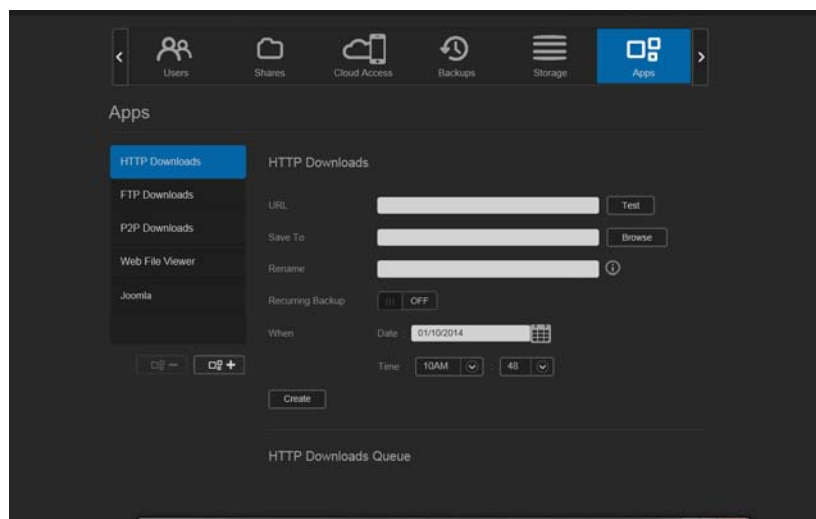 Users Shares Cloud Access Backups Storage Apps
Apps
HTTP Downloads
FTP Downloads
P2P Downloads
Web File Viewer
Joomla
HTTP Downloads
URL Test
Save To Browse
Rename
Recurring Backup OFF
When Date : 01/10/2014
Time 10AM : 48
Create
HTTP Downloads Queue